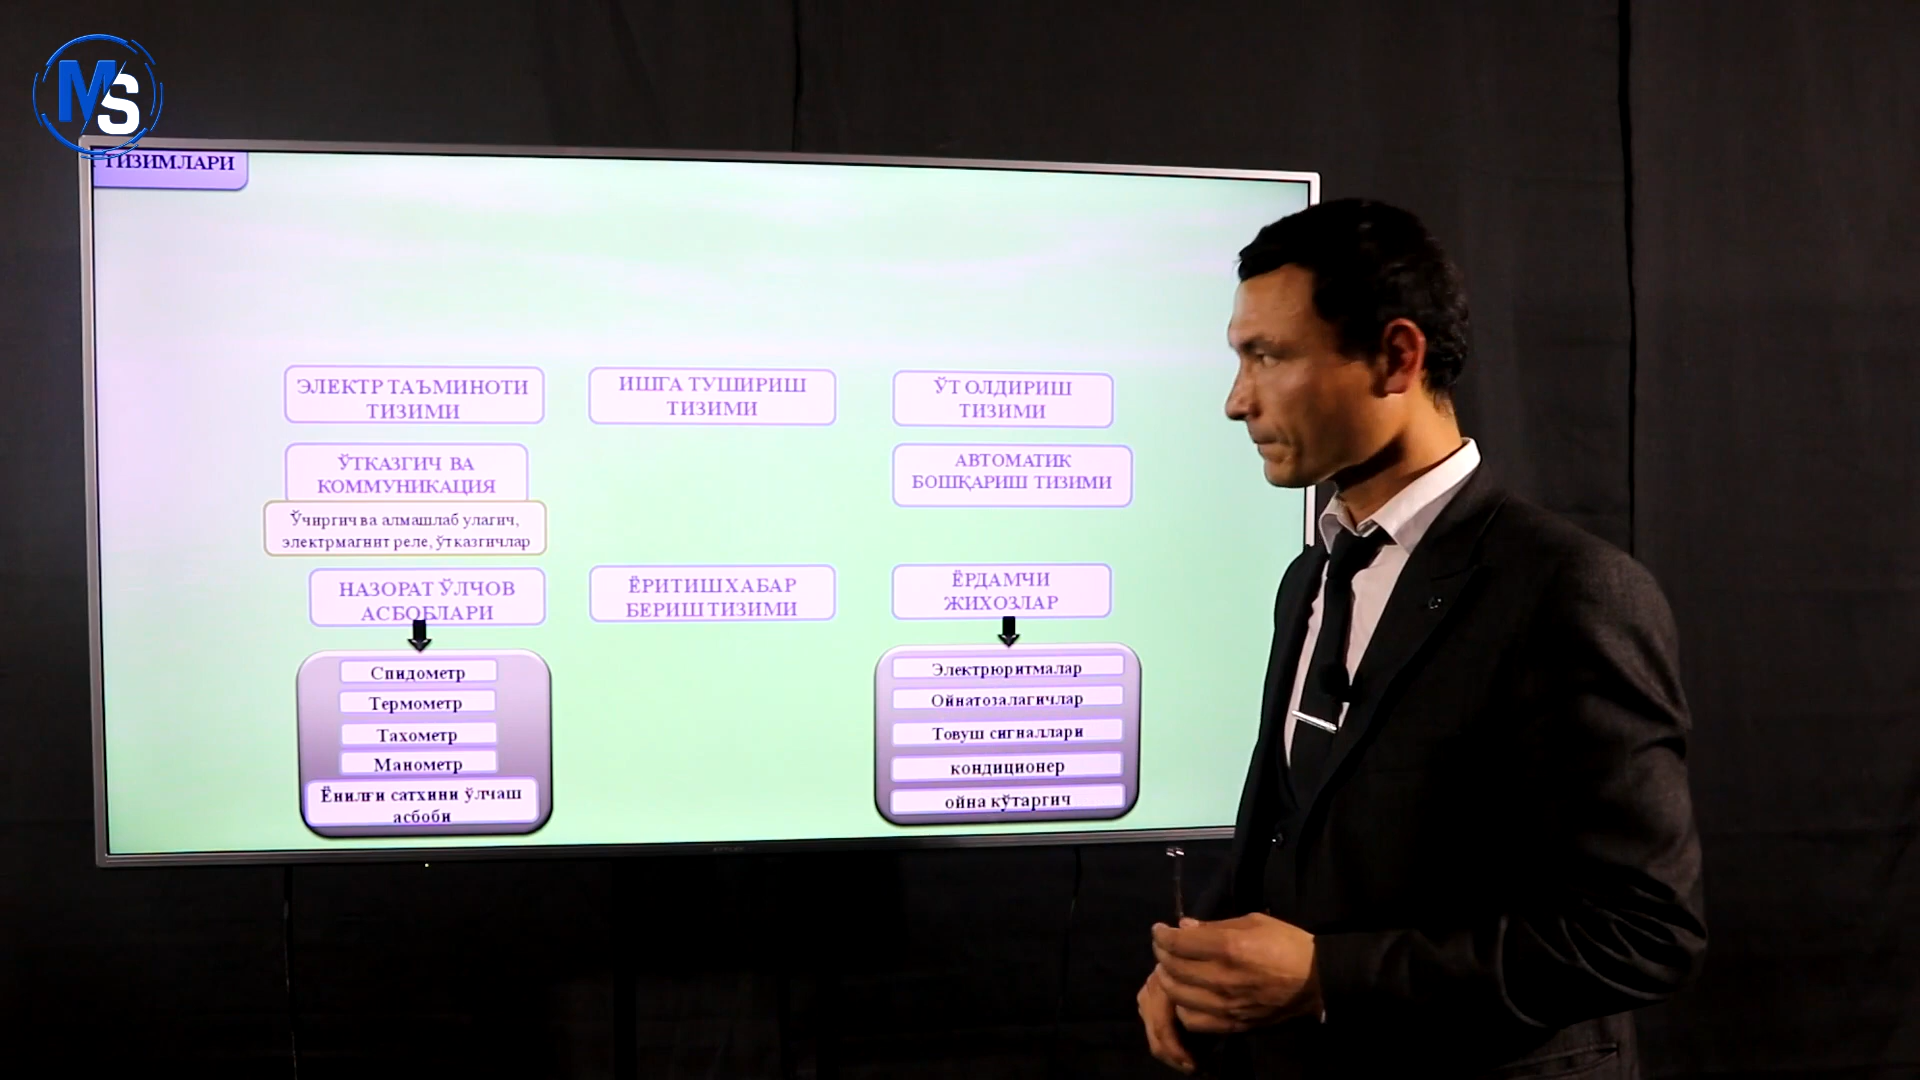 MS
ТИЗИМЛАРИ
ЭЛЕКТР ТАЪМИНОТИ
ТИЗИМИ
ИШГА ТУШИРИШ
ТИЗИМИ
ЎТ ОЛДИРИШ
ТИЗИМИ
ЎТКАЗГИЧ ВА
КОММУНИКАЦИЯ
Ўчиргич ва алмашлаб улагич,
электрмагнит реле, ўтказгичлар
АВТОМАТИК
БОШҚАРИШ ТИЗИМИ
НАЗОРАТ ЎЛЧОВ
АСБОБЛАРИ
ЁРИТИШ ХАБАР
БЕРИШ ТИЗИМИ
ЁРДАМЧИ
ЖИХОЗЛАР
Спидометр
Термометр
Тахометр
Манометр
Ёнилғи сатхини ўлчаш
асбоби
Электрюритмалар
Ойнатозалагичлар
Товуш сигналлари
кондиционер
ойна кўтаргич